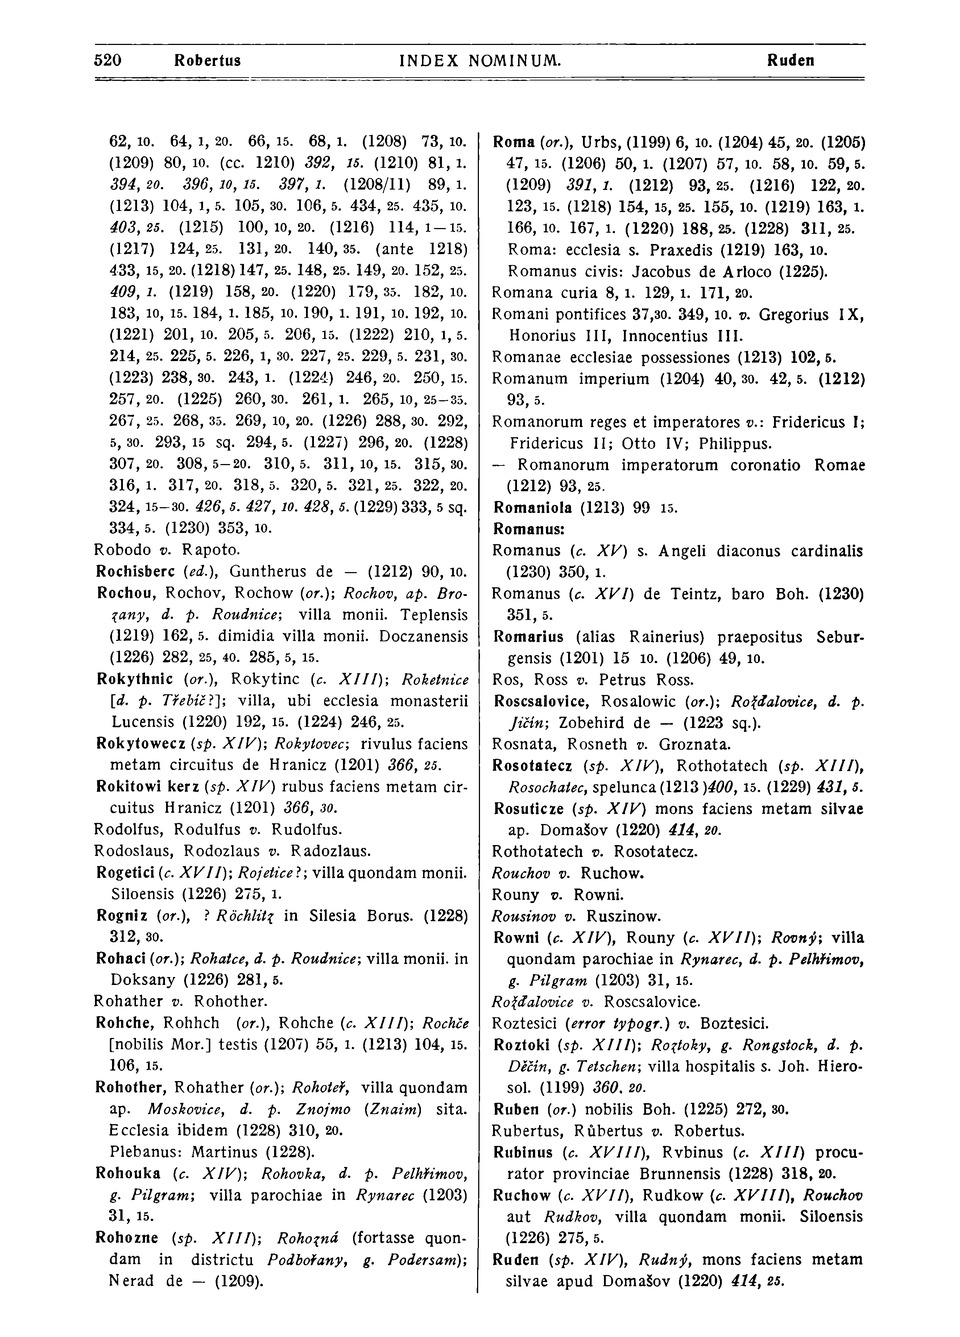 520 Robertus INDEX NOMINUM. Ruden
62, 10. 64, 1, 20. 66, 15. 68, 1. (1208) 73, 10.
(1209) 80, 10. (cc. 1210) 392, 15. (1210) 81, 1.
394, 20. 396, 10, 15. 397, 1. (1208/11) 89, 1.
(1213) 104, 1, 5. 105, 30. 106, 5. 434, 25. 435, 10.
403, 25. (1215) 100, 10, 20. (1216) 114, 1—15.
(1217) 124, 25. 131, 20. 140, 35. (ante 1218)
433, 15, 20. (1218) 147, 25. 148, 25. 149, 20. 152, 25.
409, 1. (1219) 158, 20. (1220) 179, 35. 182, 10.
183, 10, 15. 184, 1. 185, 10. 190, 1. 191, 10. 192, 10.
(1221) 201, 10. 205, 5. 206, 15. (1222) 210, 1, 5.
214, 25. 225, 5. 226, 1, 30. 227, 25. 229, 5. 231, 30.
(1223) 238, 30. 243, 1. (1224) 246, 20. 250, 15.
257, 20. (1225) 260, 30. 261, 1. 265, 10, 25—35.
267, 25. 268, 35. 269, 10, 20. (1226) 288, 30. 292,
5, 30. 293, 15 sq. 294, 5. (1227) 296, 20. (1228)
307, 20. 308, 5—20. 310, 5. 311, 10, 15. 315, 30.
316, 1. 317, 20. 318, 5. 320, 5. 321, 25. 322, 20.
324, 15—30. 426, 5. 427, 10. 428, 5. (1229) 333, 5 sq.
334, 5. (1230) 353, 10.
Robodo v. Rapoto.
Rochisberc (ed.), Guntherus de — (1212) 90, 10.
Rochou, Rochov, Rochow (or.); Rochov, ap. Bro-
zany, d. p. Roudnice; villa monii. Teplensis
(1219) 162, 5. dimidia villa monii. Doczanensis
(1226) 282, 25, 40. 285, 5, 15.
Rokythnic (or.), Rokytinc (c. XIII); Roketnice
[d. p. Třebíč?]; villa, ubi ecclesia monasterii
Lucensis (1220) 192, 15. (1224) 246, 25.
Rokytowecz (sp. XIV); Rokytovec; rivulus faciens
metam circuitus de Hranicz (1201) 366, 25.
Rokitowi kerz (sp. XIV) rubus faciens metam cir-
cuitus Hranicz (1201) 366, 30.
Rodolfus, Rodulfus v. Rudolfus.
Rodoslaus, Rodozlaus v. Radozlaus.
Rogetici (c. XVII); Rojetice?; villa quondam monii.
Siloensis (1226) 275, 1.
Rogniz (or.), ? Röchlitz in Silesia Borus. (1228)
312, 30.
Rohaci (or.); Rohatce, d. p. Roudnice; villa monii. in
Doksany (1226) 281, 5.
Rohather v. Rohother.
Rohche, Rohhch (or.), Rohche (c. XIII); Rochče
[nobilis Mor.] testis (1207) 55, 1. (1213) 104, 15.
106, 15.
Rohother, Rohather (or.); Rohoteř, villa quondam
ap. Moskovice, d. p. Znojmo (Znaim) sita.
Ecclesia ibidem (1228) 310, 20.
Plebanus: Martinus (1228).
Rohouka (c. XIV); Rohovka, d. p. Pelhřimov,
g. Pilgram; villa parochiae in Rynarec (1203)
31, 15.
Rohozne (sp. XIII); Rohozná (fortasse quon-
dam in districtu Podbořany, g. Podersam);
Nerad de — (1209).
Roma (or.), Urbs, (1199) 6, 10. (1204) 45, 20. (1205)
47, 15. (1206) 50, 1. (1207) 57, 10. 58, 10. 59, 5.
(1209) 391, 1. (1212) 93, 25. (1216) 122, 20.
123, 15. (1218) 154, 15, 25. 155, 10. (1219) 163, 1.
166, 10. 167, 1. (1220) 188, 25. (1228) 311, 25.
Roma: ecclesia s. Praxedis (1219) 163, 10.
Romanus civis: Jacobus de Arloco (1225).
Romana curia 8, 1. 129, 1. 171, 20.
Romani pontifices 37,30. 349, 10. v. Gregorius IX,
Honorius III, Innocentius III.
Romanae ecclesiae possessiones (1213) 102, 5.
Romanum imperium (1204) 40, 30. 42, 5. (1212)
93, 5.
Romanorum reges et imperatores v.: Fridericus I;
Fridericus II; Otto IV; Philippus.
— Romanorum imperatorum coronatio Romae
(1212) 93, 25.
Romaniola (1213) 99 15.
Romanus:
Romanus (c. XV) s. Angeli diaconus cardinalis
(1230) 350, 1.
Romanus (c. XVI) de Teintz, baro Boh. (1230)
351, 5.
Romarius (alias Rainerius) praepositus Sebur-
gensis (1201) 15 10. (1206) 49, 10.
Ros, Ross v. Petrus Ross.
Roscsalovice, Rosalowic (or.); Rožďalovice, d. p.
Jičín; Zobehird de — (1223 sq.).
Rosnata, Rosneth v. Groznata.
Rosotatecz (sp. XIV), Rothotatech (sp. XIII),
Rosochatec, spelunca (1213 )400, 15. (1229) 431, 5.
Rosuticze (sp. XIV) mons faciens metam silvae
ap. Domašov (1220) 414, 20.
Rothotatech v. Rosotatecz.
Rouchov v. Ruchow.
Rouny v. Rowni.
Rousinov v. Ruszinow.
Rowni (c. XIV), Rouny (c. XVII); Rovný; villa
quondam parochiae in Rynarec, d. p. Pelhřimov,
g. Pilgram (1203) 31, 15.
Rožďalovice v. Roscsalovice.
Roztesici (error typogr.) v. Boztesici.
Roztoki (sp. XIII); Roztoky, g. Rongstock, d. p.
Děčín, g. Tetschen; villa hospitalis s. Joh. Hiero-
sol. (1199) 360, 20.
Ruben (or.) nobilis Boh. (1225) 272, 30.
Rubertus, Růbertus v. Robertus.
Rubinus (c. XVIII), Rvbinus (c. XIII) procu-
rator provinciae Brunnensis (1228) 318, 20.
Ruchow (c. XVII), Rudkow (c. XVIII), Rouchov
aut Rudkov, villa quondam monii. Siloensis
(1226) 275, 5.
Ruden (sp. XIV), Rudný, mons faciens metam
silvae apud Domašov (1220) 414, 25.